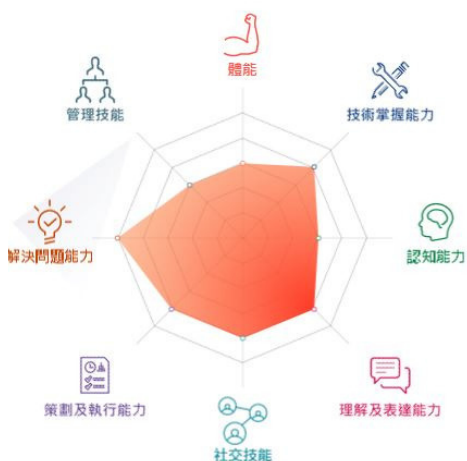 體能
管理技能
技術掌握能力
解決問題能力
認知能力
策劃及執行能力
理解及表達能力
社交技能